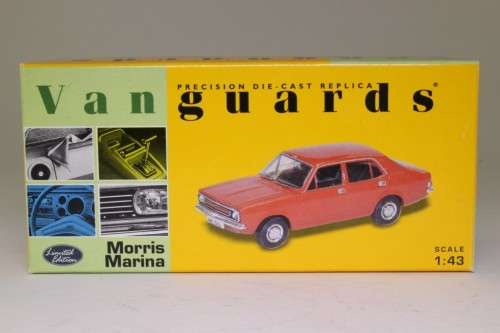 Vanguards®
PRECISION DIE-CAST REPLICA
Limited Edition
Morris
Marina
SCALE
1:43